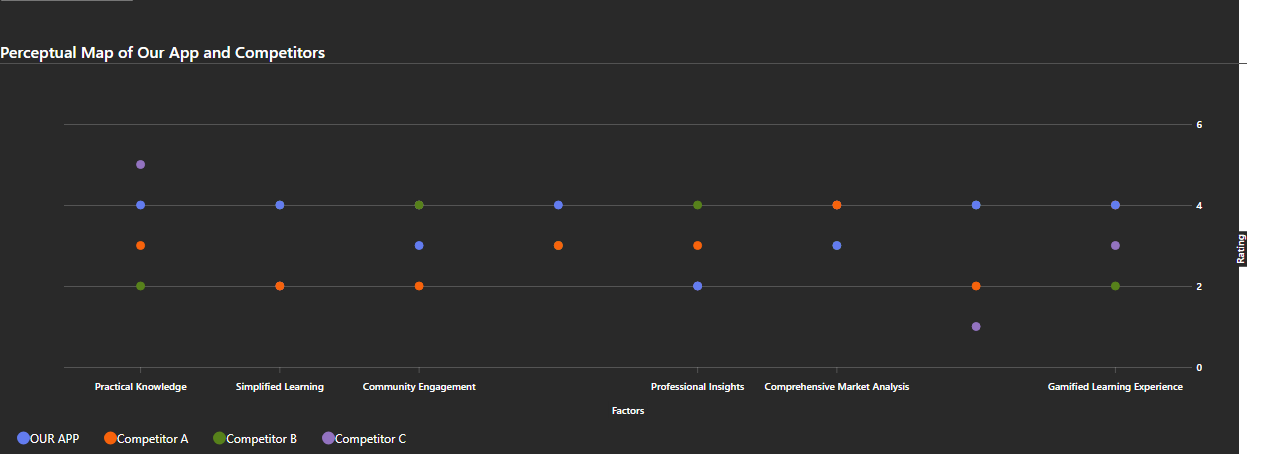 Perceptual Map of Our App and Competitors
6
4
2
0
Rating
Practical Knowledge Simplified Learning Community Engagement Professional Insights Comprehensive Market Analysis Gamified Learning Experience
Factors
OUR APP Competitor A Competitor B Competitor C